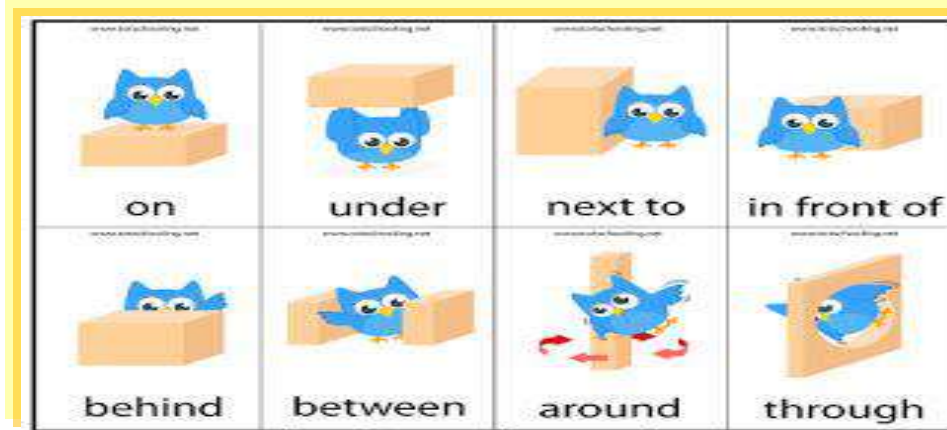 on under next to in front of
behind between around through